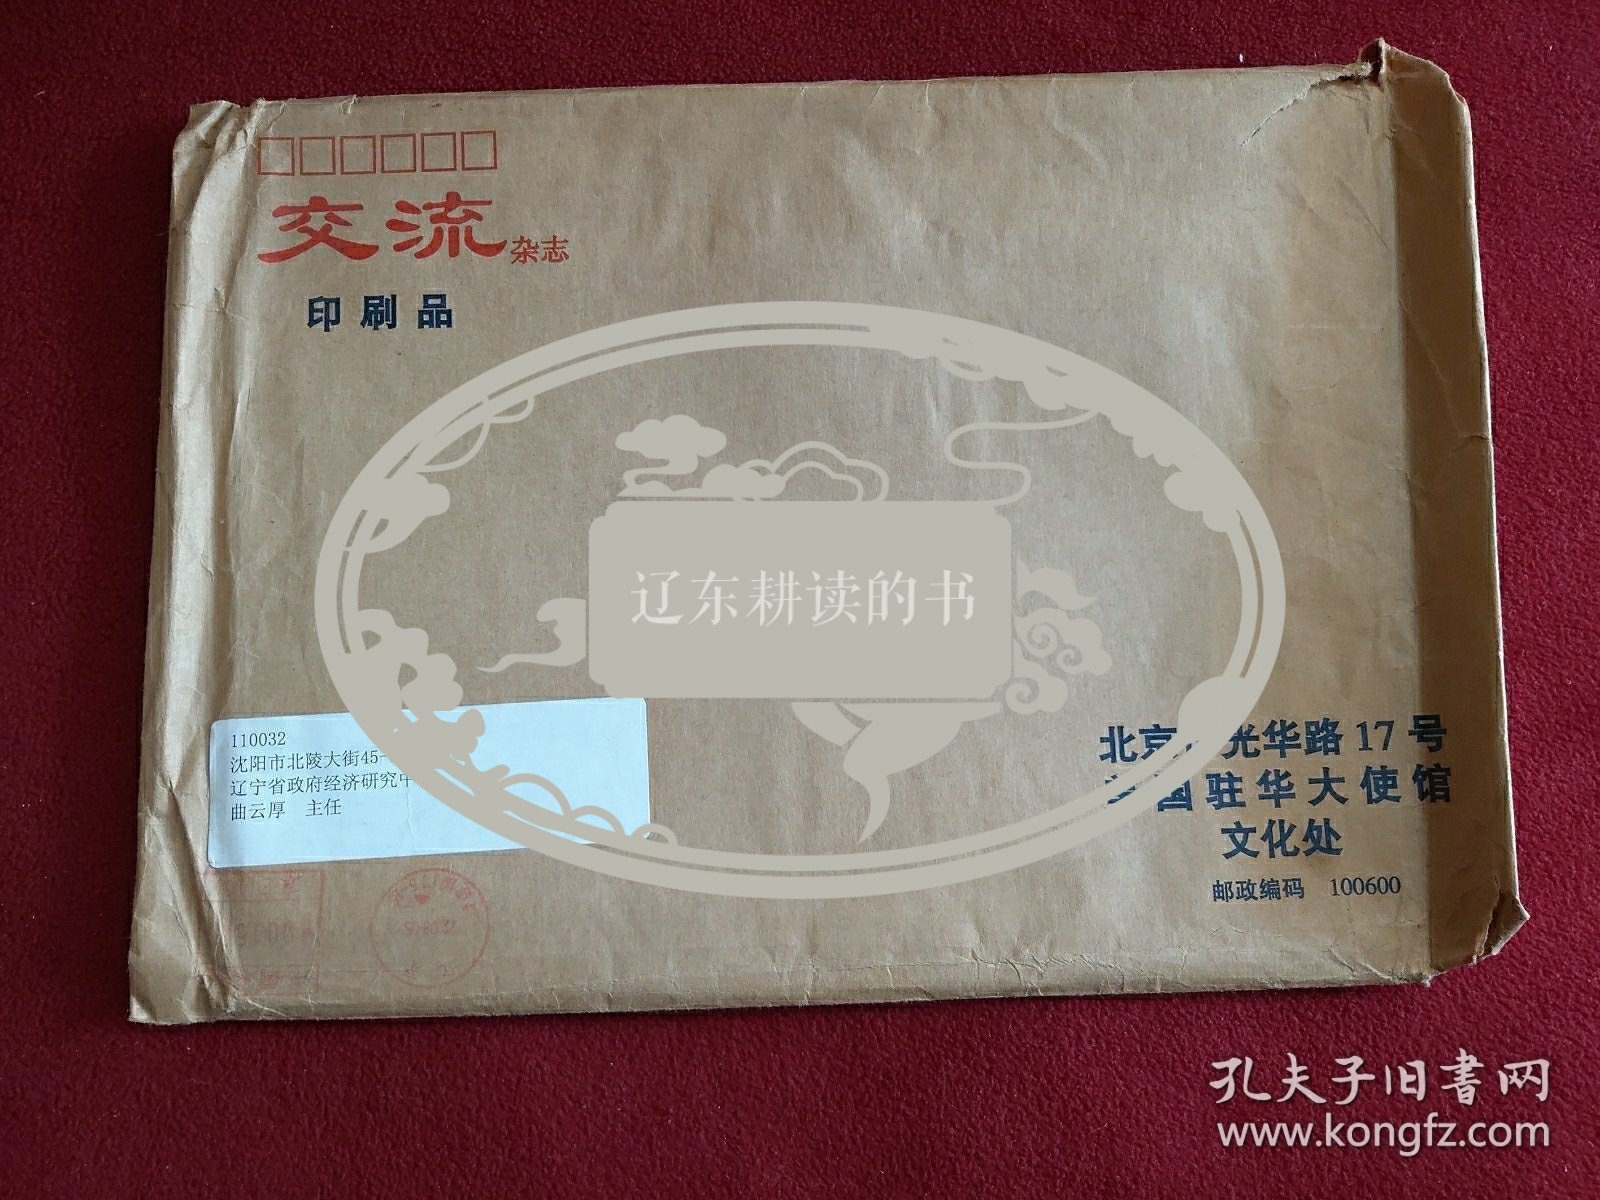 交流杂志
印刷品
辽东耕读的书
110032
沈阳市北陵大街45-
辽宁省政府经济研究中
曲云厚 主任
北京 光华路17号
国驻华大使馆
文化处
邮政编码 100600
孔夫子旧书网
www.kongfz.com